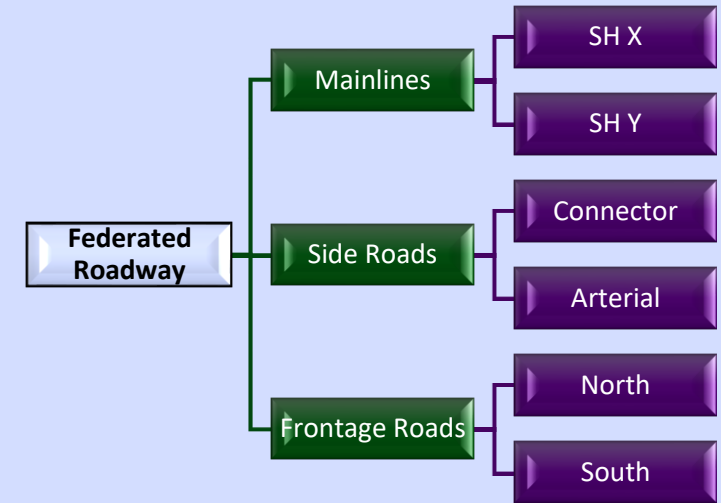 Federated
Roadway
Mainlines
SH X
SH Y
Side Roads
Connector
Arterial
Frontage Roads
North
South